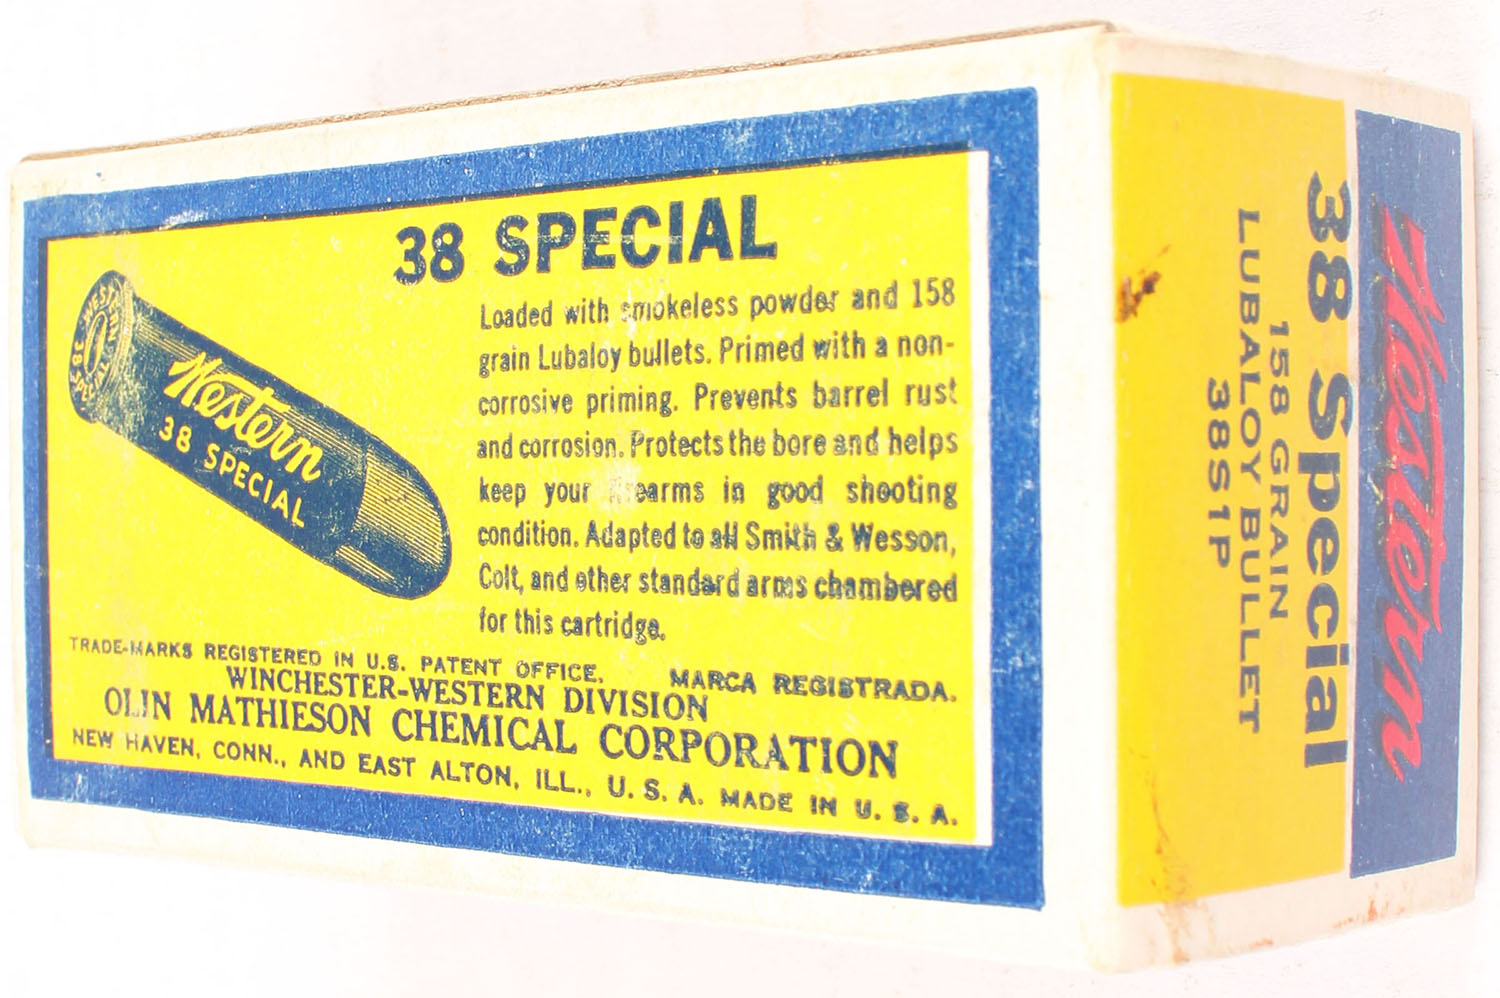 38 SPECIAL
Loaded with smokeless powder and 158
grain Lubaloy bullets. Primed with a non-
corrosive priming. Prevents barrel rust
and corrosion. Protects the bore and helps
keep your firearms in good shooting
condition. Adapted to all Smith & Wesson,
Colt, and other standard arms chambered
for this cartridge.
WESTERN
38 SPECIAL
Western
38 SPECIAL
TRADE-MARKS REGISTERED IN U.S. PATENT OFFICE. MARCA REGISTRADA.
WINCHESTER-WESTERN DIVISION
OLIN MATHIESON CHEMICAL CORPORATION
NEW HAVEN, CONN., AND EAST ALTON, ILL., U. S. A. MADE IN U. S. A.
Western
38 Special
158 GRAIN
LUBALOY BULLET
38S1P